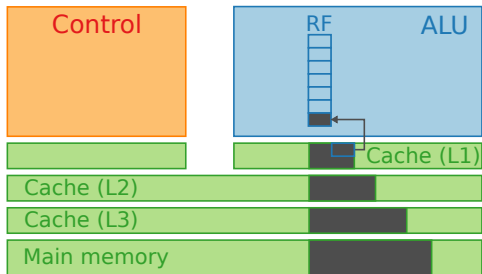 Control
RF
ALU
Cache (L1)
Cache (L2)
Cache (L3)
Main memory